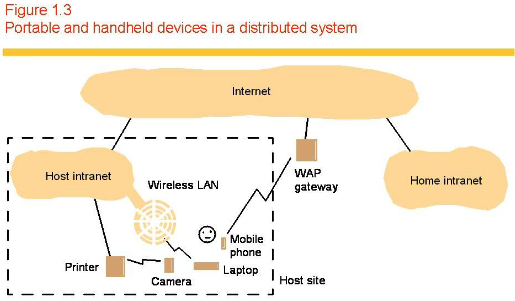 Figure 1.3
Portable and handheld devices in a distributed system
Internet
Host intranet
Wireless LAN
WAP
gateway
Home intranet
Mobile
phone
Printer
Camera
Laptop
Host site